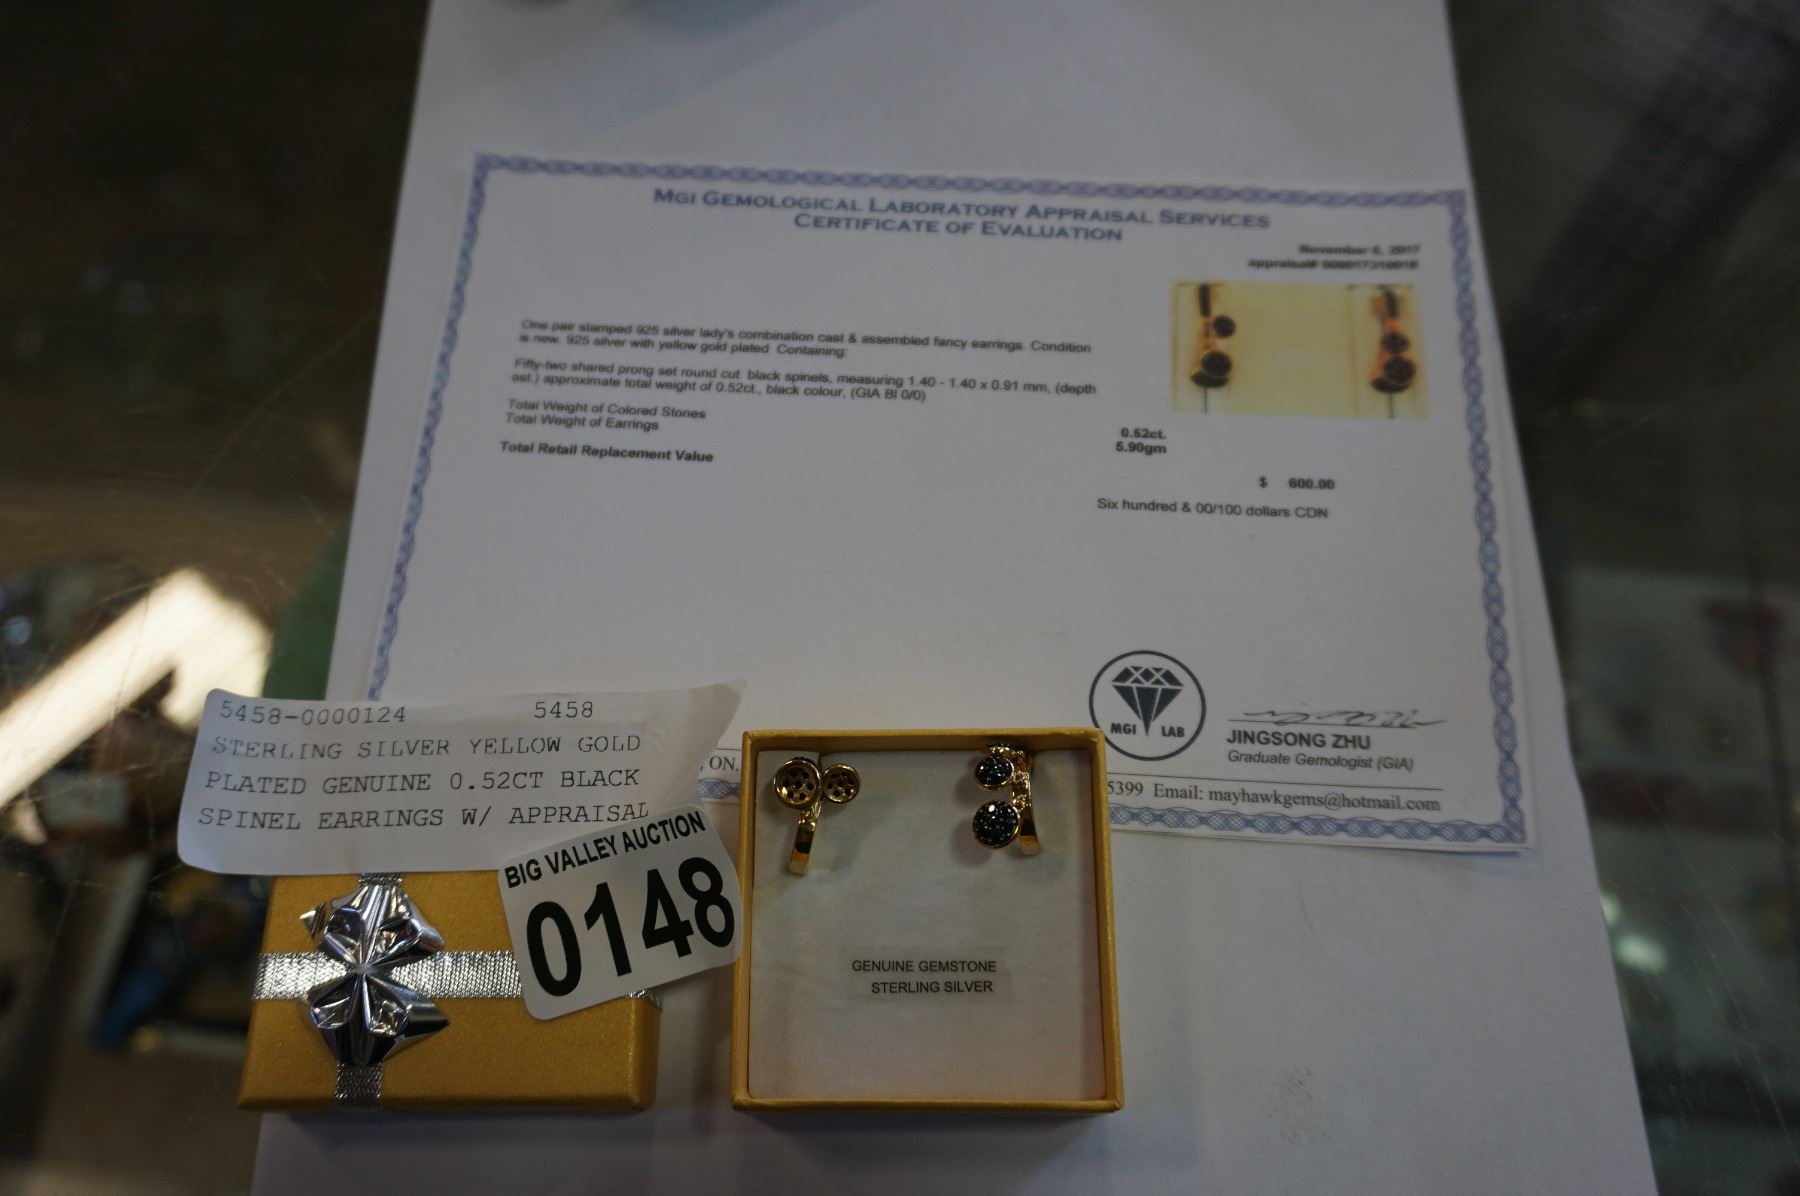 MGI GEMOLOGICAL LABORATORY APPRAISAL SERVICES
CERTIFICATE OF EVALUATION
November 6, 2017
appraisal#
One pair stamped 925 silver lady's combination cast & assembled fancy earrings. Condition
is new. 925 silver with yellow gold plated Containing:
Fifty-two shared prong set round cut black spinels, measuring 1.40 - 1.40 x 0.91 mm, (depth
est.) approximate total weight of 0.52ct., black colour, (GIA Bl 0/0)
Total Weight of Colored Stones 0.52ct.
Total Weight of Earrings 5.90gm
Total Retail Replacement Value $ 600.00
Six hundred & 00/100 dollars CDN
MGI LAB
JINGSONG ZHU
Graduate Gemologist (GIA)
, ON.
5399 Email: mayhawkgems@hotmail.com
5458-0000124 5458
STERLING SILVER YELLOW GOLD
PLATED GENUINE 0.52CT BLACK
SPINEL EARRINGS W/ APPRAISAL
BIG VALLEY AUCTION
0148
GENUINE GEMSTONE
STERLING SILVER